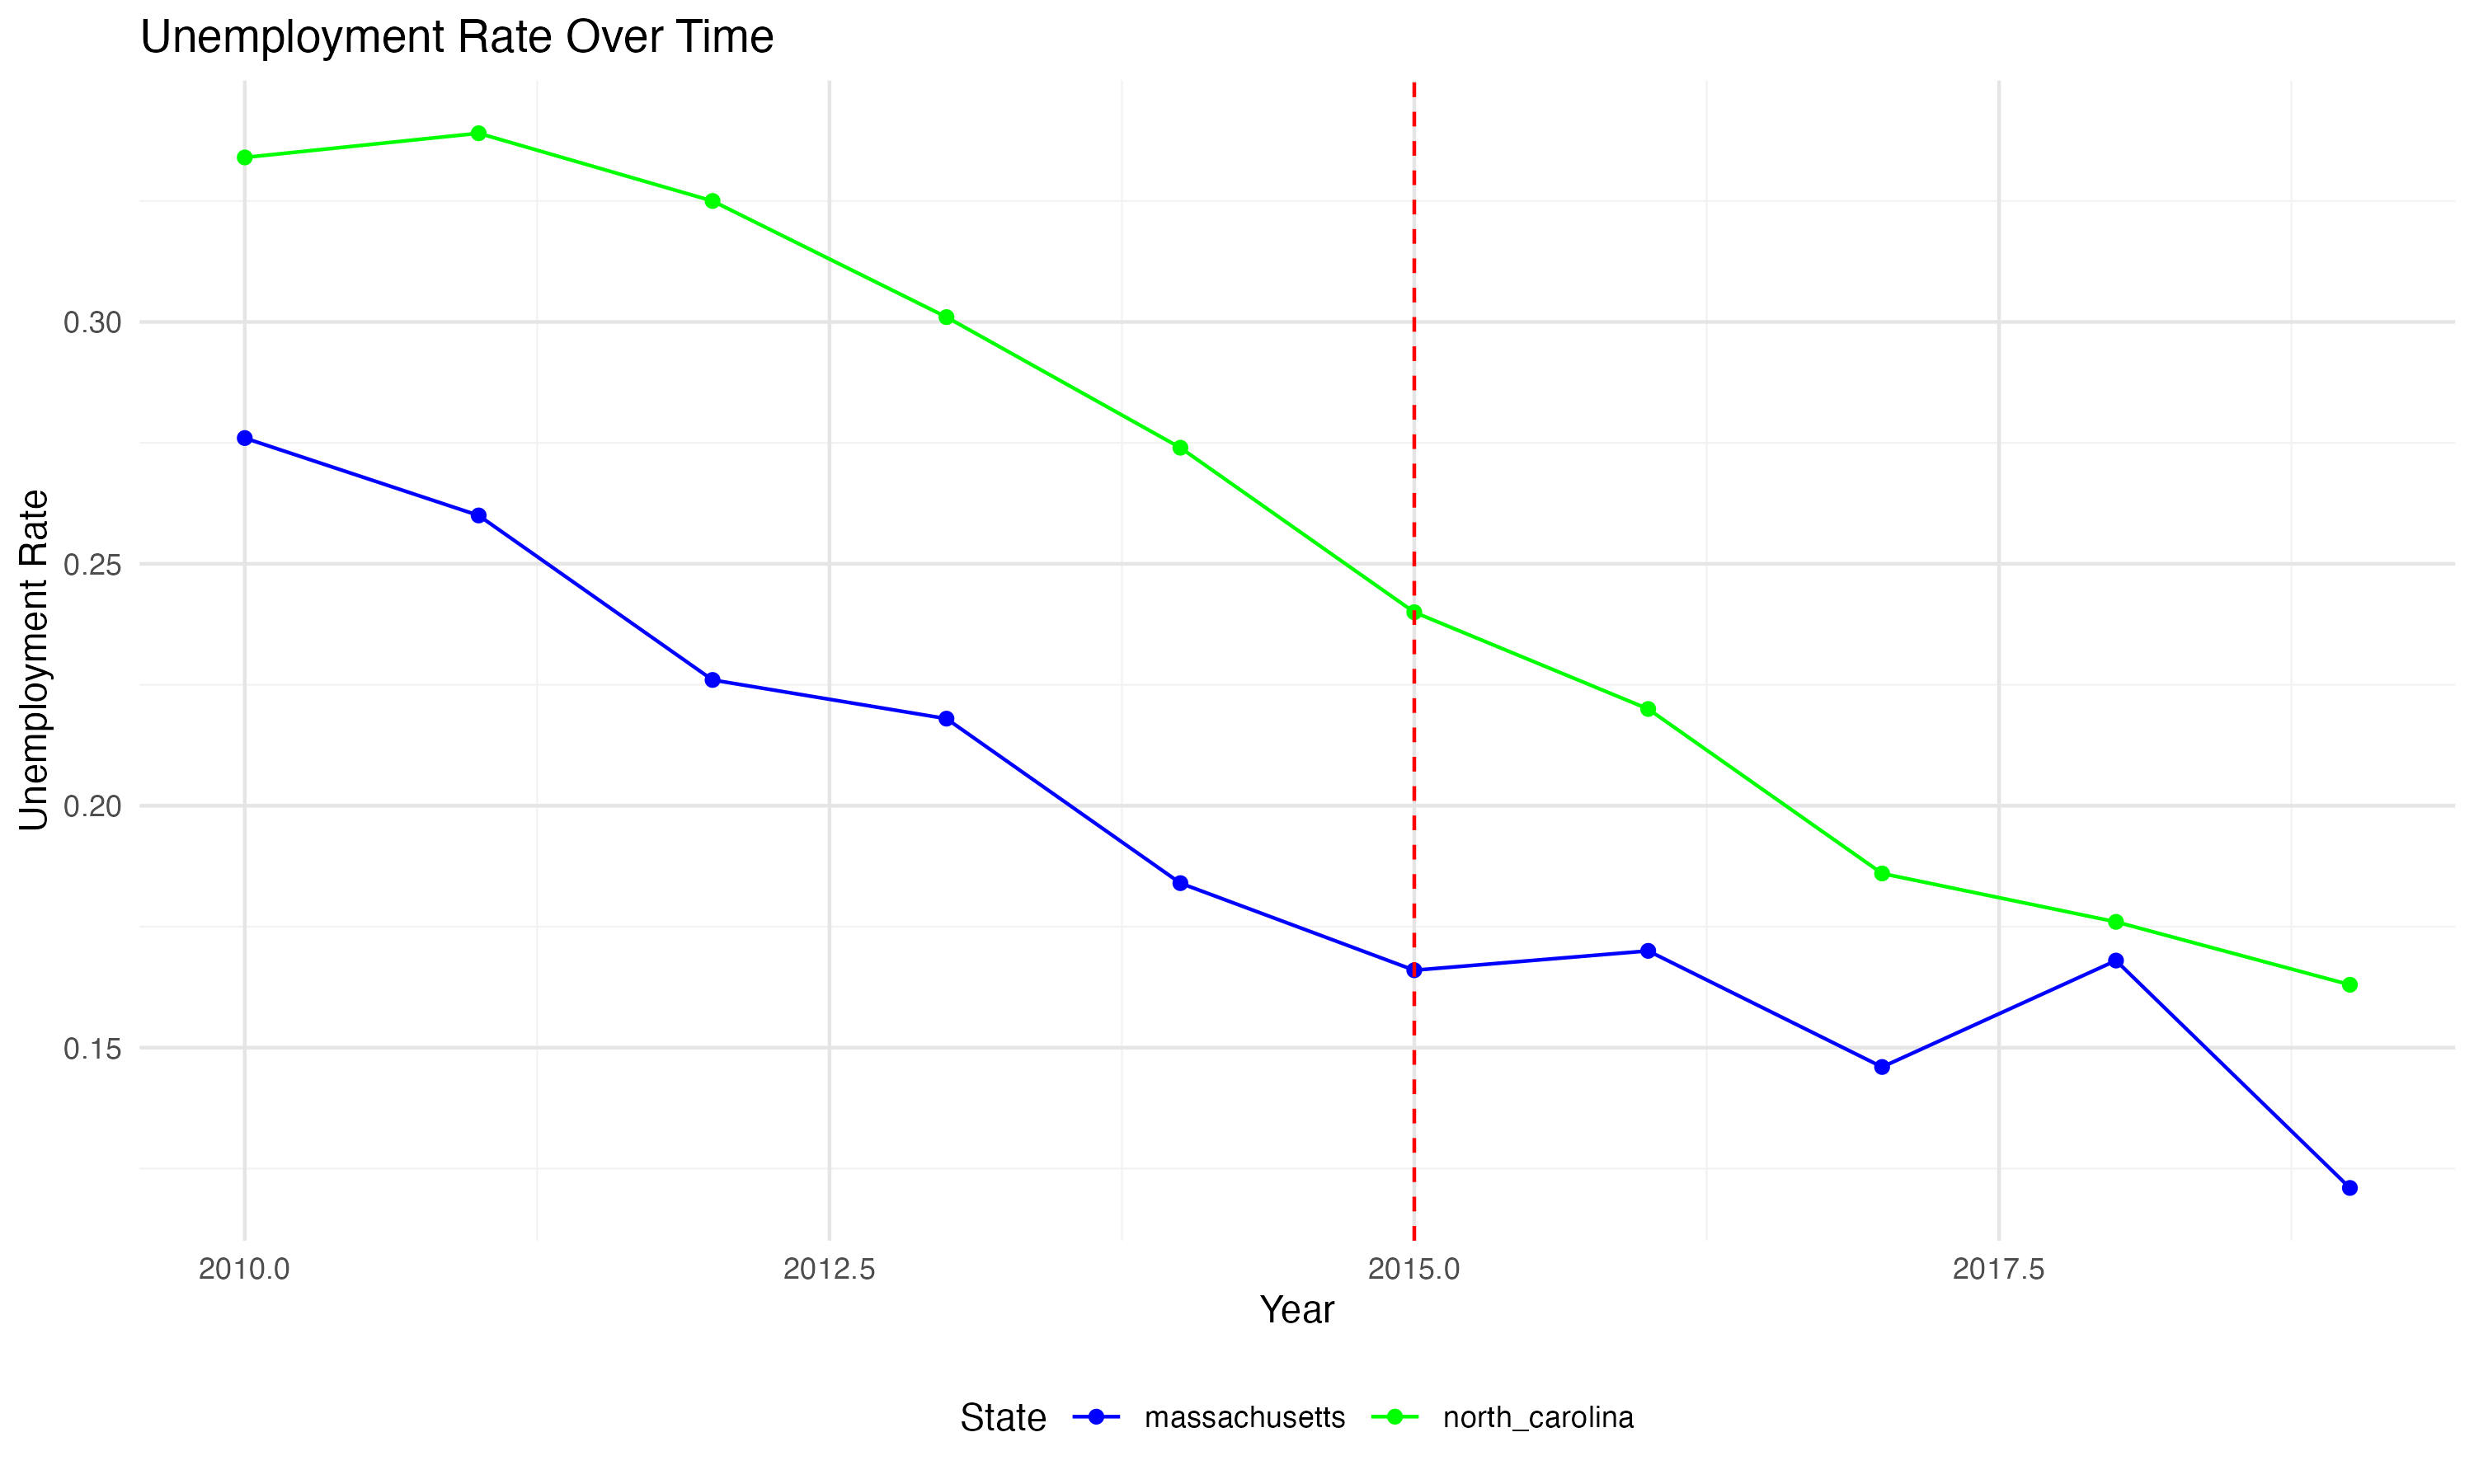 Unemployment Rate Over Time
Unemployment Rate
0.30
0.25
0.20
0.15
2010.0 2012.5 2015.0 2017.5
Year
State massachusetts north_carolina